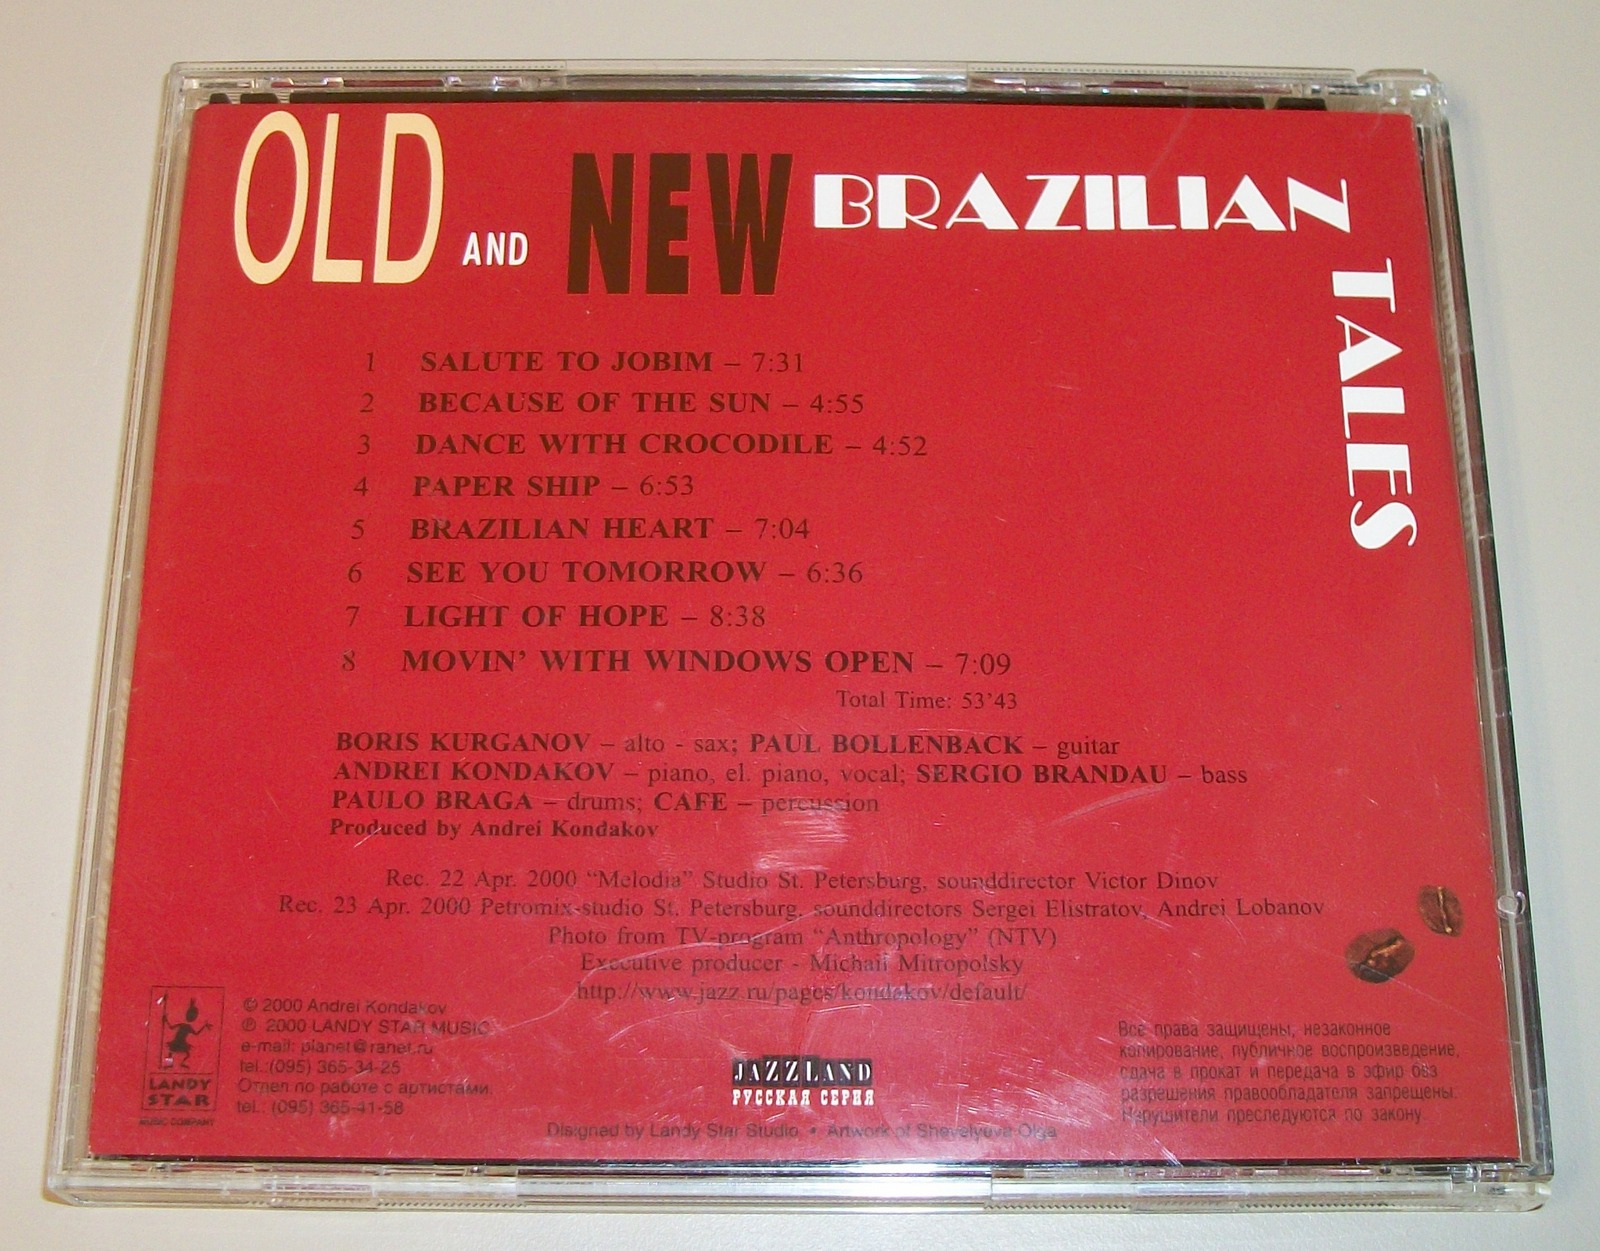 OLD AND NEW BRAZILIAN TALES
1 SALUTE TO JOBIM – 7:31
2 BECAUSE OF THE SUN – 4:55
3 DANCE WITH CROCODILE – 4:52
4 PAPER SHIP – 6:53
5 BRAZILIAN HEART – 7:04
6 SEE YOU TOMORROW – 6:36
7 LIGHT OF HOPE – 8:38
8 MOVIN' WITH WINDOWS OPEN – 7:09
Total Time: 53'43
BORIS KURGANOV – alto - sax; PAUL BOLLENBACK – guitar
ANDREI KONDAKOV – piano, el. piano, vocal; SERGIO BRANDAU – bass
PAULO BRAGA – drums; CAFE – percussion
Produced by Andrei Kondakov
Rec. 22 Apr. 2000 "Melodia" Studio St. Petersburg, sounddirector Victor Dinov
Rec. 23 Apr. 2000 Petromix-studio St. Petersburg, sounddirectors Sergei Elistratov, Andrei Lobanov
Photo from TV-program "Anthropology" (NTV)
Executive producer - Michail Mitropolsky
http://www.jazz.ru/pages/kondakov/default/
© 2000 Andrei Kondakov
℗ 2000 LANDY STAR MUSIC
e-mail: planet@rahel.ru
tel.:(095) 365-34-25
Отдел по работе с артистами.
tel.: (095) 365-41-58
LANDY
STAR
MUSIC COMPANY
JAZZLAND
РУССКАЯ СЕРИЯ
Disigned by Landy Star Studio • Artwork of Shevelyova Olga
Все права защищены, незаконное
копирование, публичное воспроизведение,
сдача в прокат и передача в эфир без
разрешения правообладателя запрещены.
Нарушители преследуются по закону.